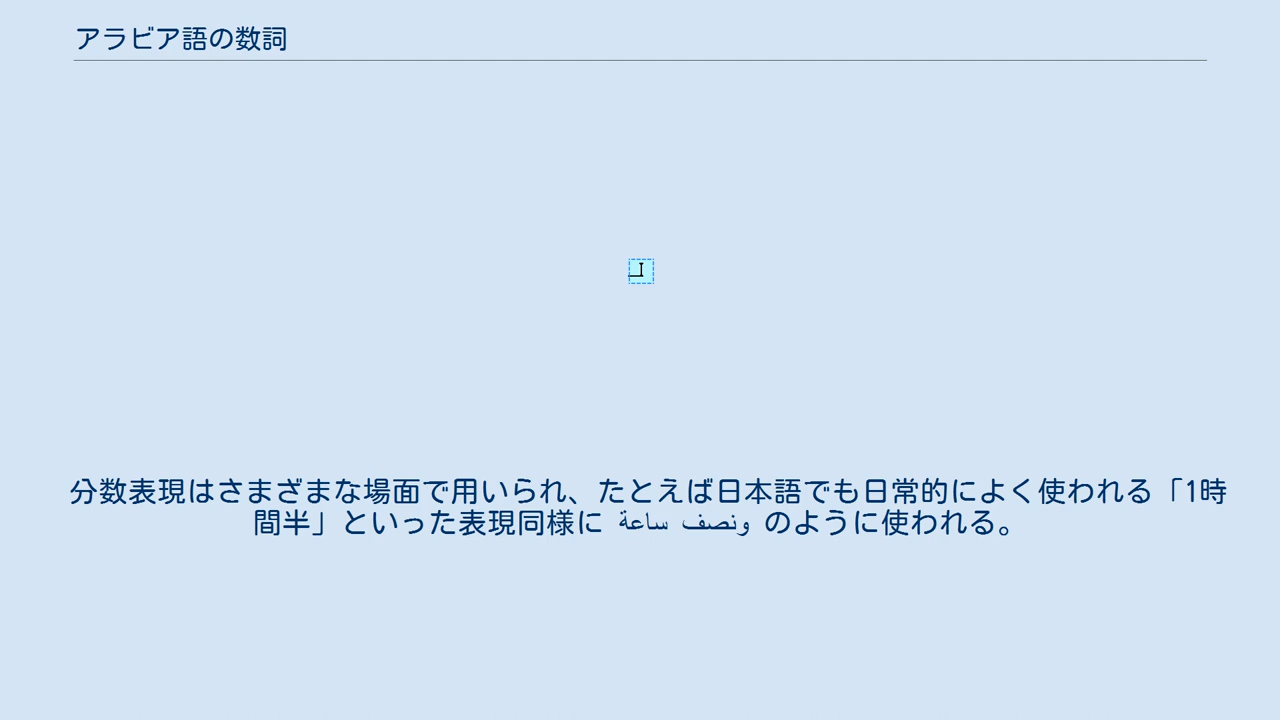 アラビア語の数詞
分数表現はさまざまな場面で用いられ、たとえば日本語でも日常的によく使われる「1時
間半」といった表現同様に ونصف ساعة のように使われる。